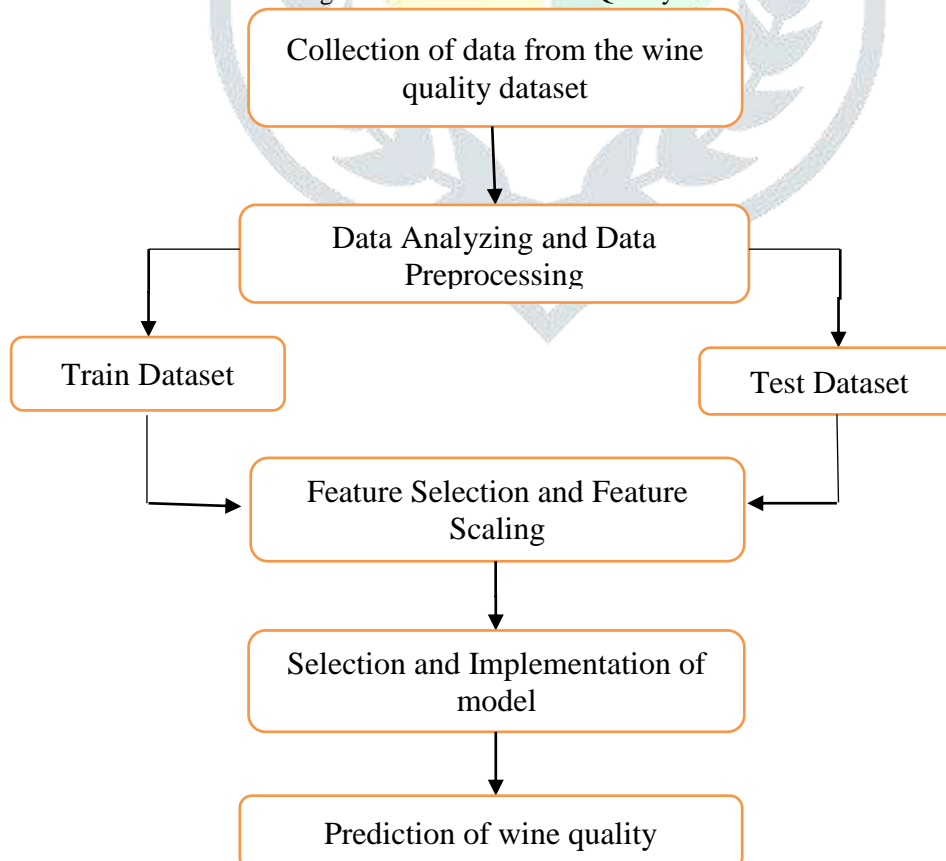 Collection of data from the wine
quality dataset
Data Analyzing and Data
Preprocessing
Train Dataset
Test Dataset
Feature Selection and Feature
Scaling
Selection and Implementation of
model
Prediction of wine quality